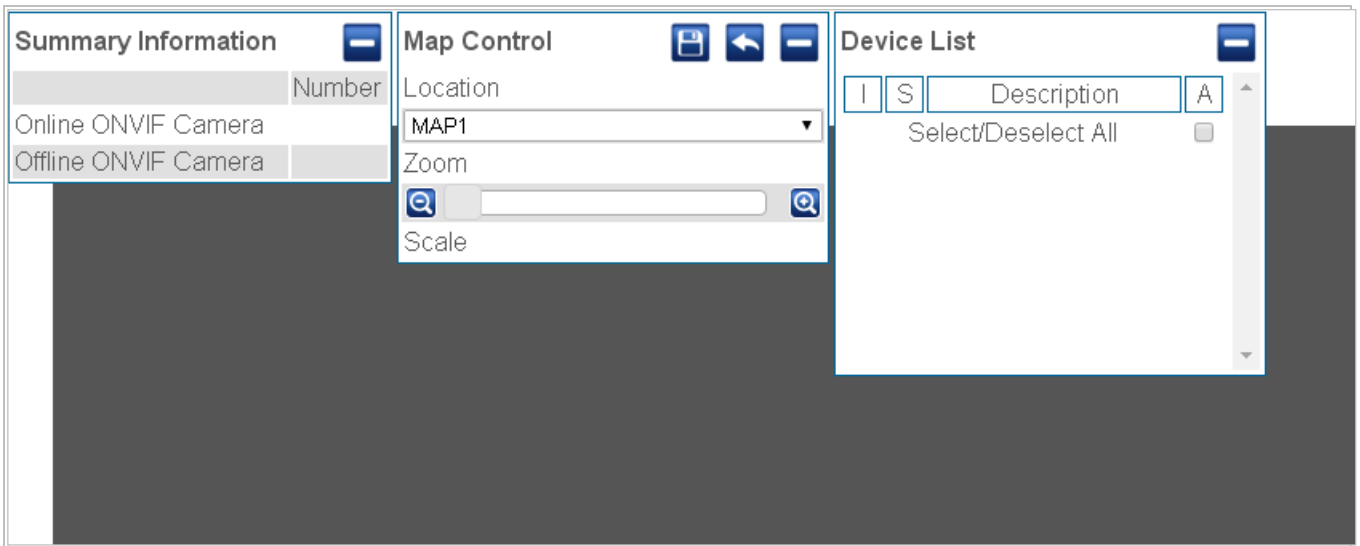 Summary Information
Number
Online ONVIF Camera
Offline ONVIF Camera
Map Control
Location
MAP1
Zoom
Scale
Device List
I S Description A
Select/Deselect All